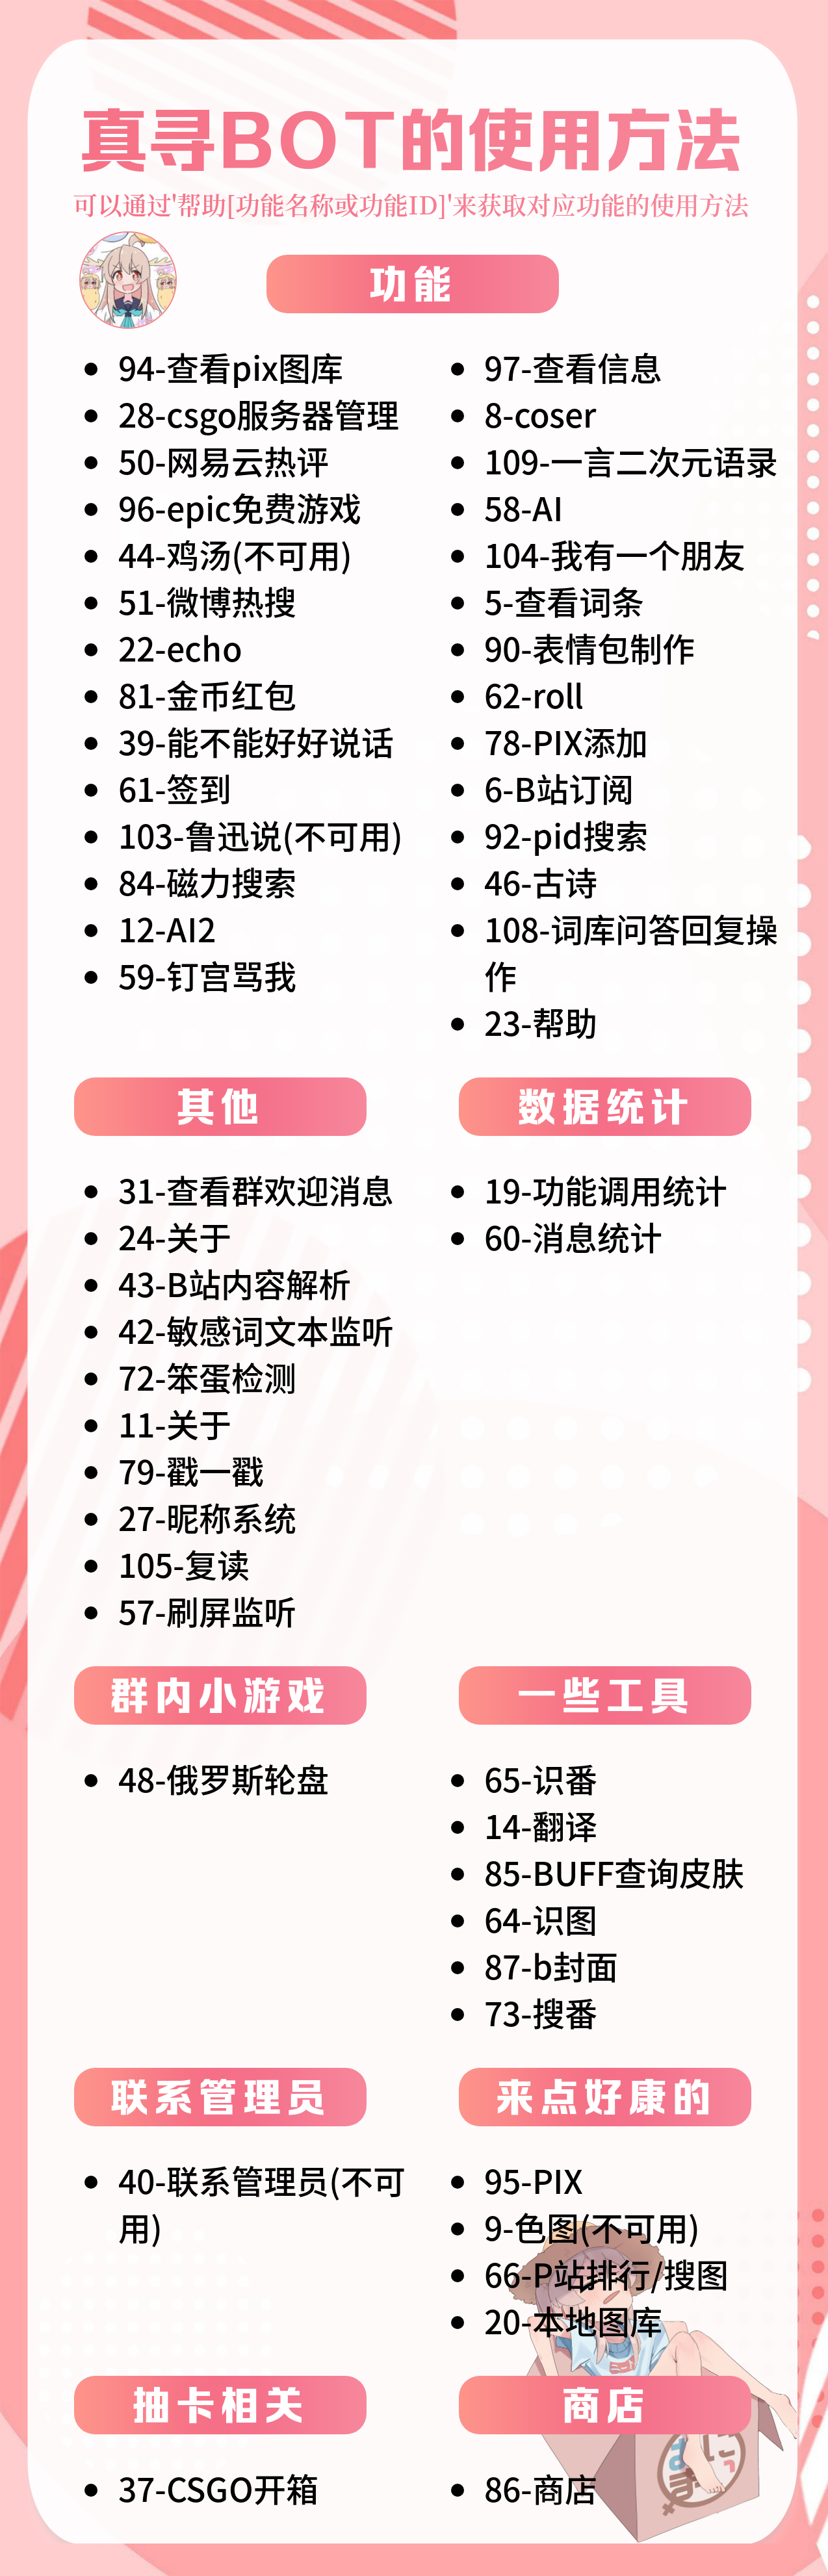 真寻BOT的使用方法
可以通过'帮助[功能名称或功能ID]'来获取对应功能的使用方法
功能
94-查看pix图库
28-csgo服务器管理
50-网易云热评
96-epic免费游戏
44-鸡汤(不可用)
51-微博热搜
22-echo
81-金币红包
39-能不能好好说话
61-签到
103-鲁迅说(不可用)
84-磁力搜索
12-AI2
59-钉宫骂我
97-查看信息
8-coser
109-一言二次元语录
58-AI
104-我有一个朋友
5-查看词条
90-表情包制作
62-roll
78-PIX添加
6-B站订阅
92-pid搜索
46-古诗
108-词库问答回复操
作
23-帮助
其他
31-查看群欢迎消息
24-关于
43-B站内容解析
42-敏感词文本监听
72-笨蛋检测
11-关于
79-戳一戳
27-昵称系统
105-复读
57-刷屏监听
数据统计
19-功能调用统计
60-消息统计
群内小游戏
48-俄罗斯轮盘
一些工具
65-识番
14-翻译
85-BUFF查询皮肤
64-识图
87-b封面
73-搜番
联系管理员
40-联系管理员(不可
用)
来点好康的
95-PIX
9-色图(不可用)
66-P站排行/搜图
20-本地图库
抽卡相关
37-CSGO开箱
商店
86-商店